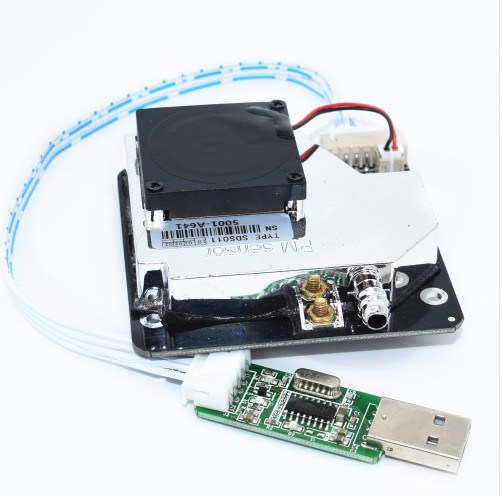 TYPE SDS011
SN 5001-A641
PM sensor